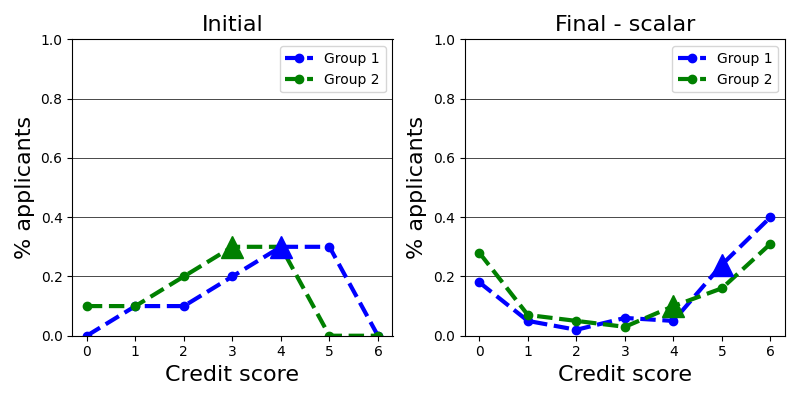 Initial
Final - scalar
1.0
0.8
0.6
0.4
0.2
0.0
% applicants
Group 1
Group 2
0 1 2 3 4 5 6
Credit score
1.0
0.8
0.6
0.4
0.2
0.0
% applicants
Group 1
Group 2
0 1 2 3 4 5 6
Credit score